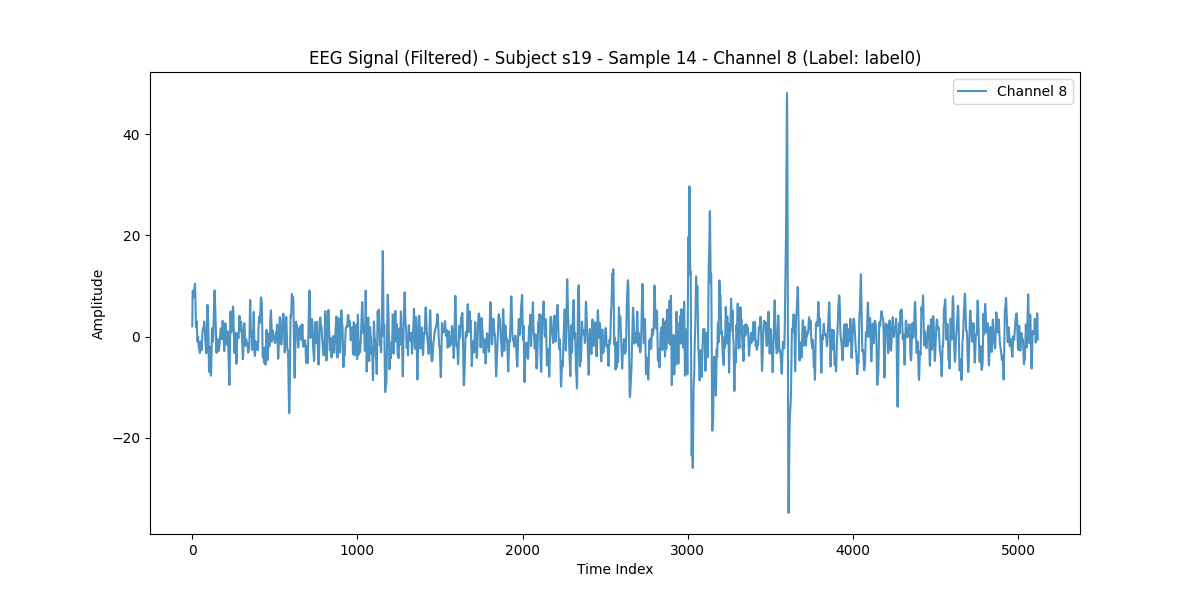 EEG Signal (Filtered) - Subject s19 - Sample 14 - Channel 8 (Label: label0)
Channel 8
40
20
0
−20
Amplitude
0 1000 2000 3000 4000 5000
Time Index